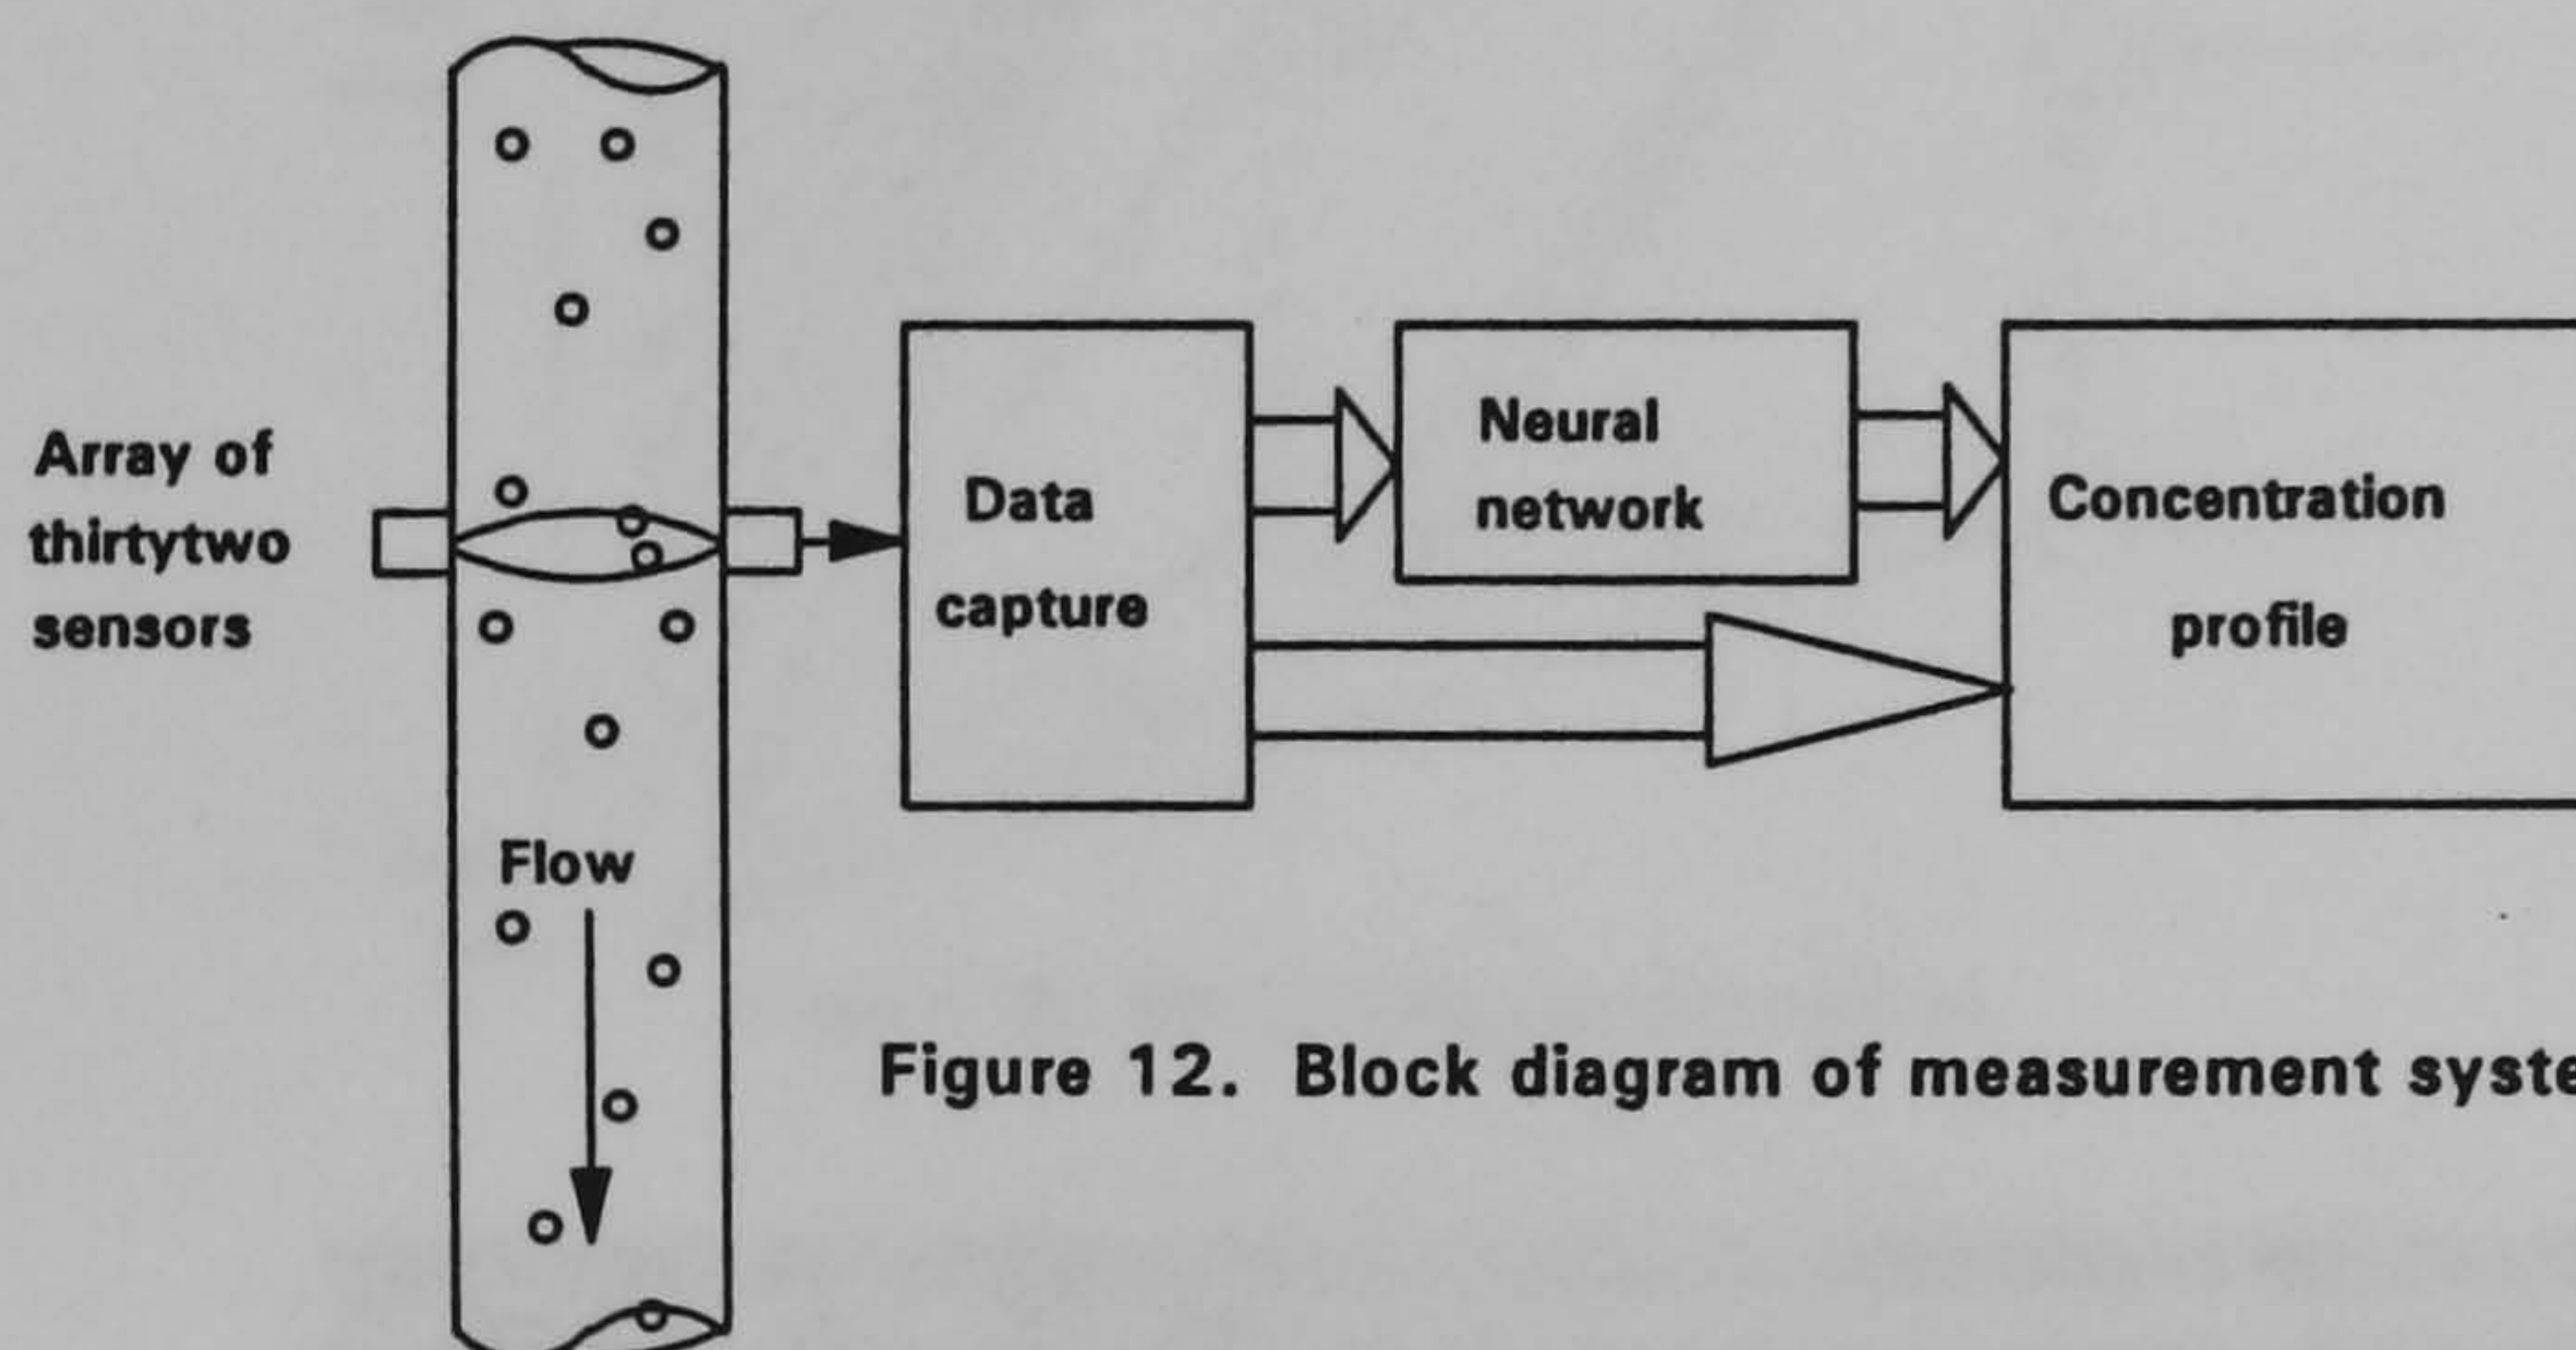 Array of
thirtytwo
sensors
Flow
Data
capture
Neural
network
Concentration
profile
Figure 12. Block diagram of measurement syste